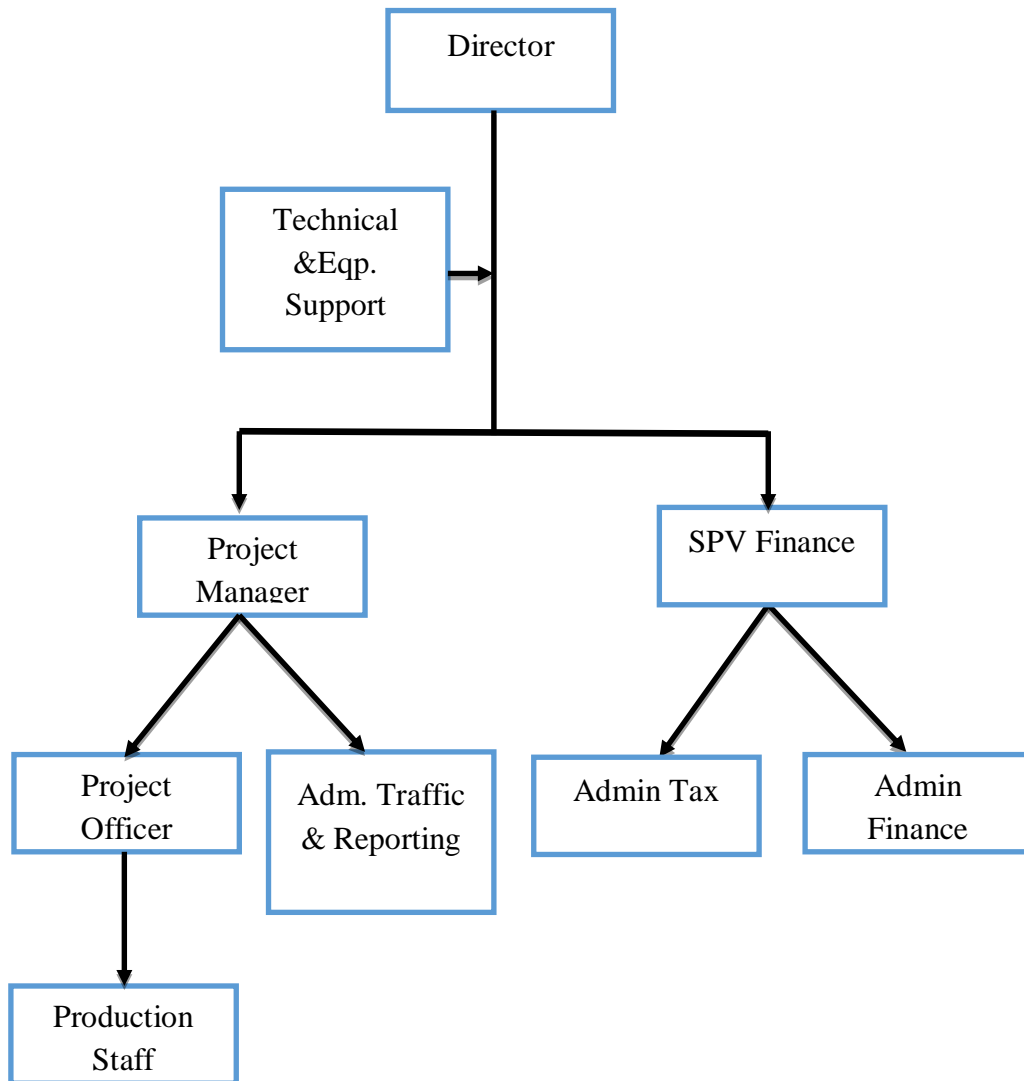 Director
Technical
&Eqp.
Support
Project
Manager
SPV Finance
Project
Officer
Adm. Traffic
& Reporting
Admin Tax
Admin
Finance
Production
Staff